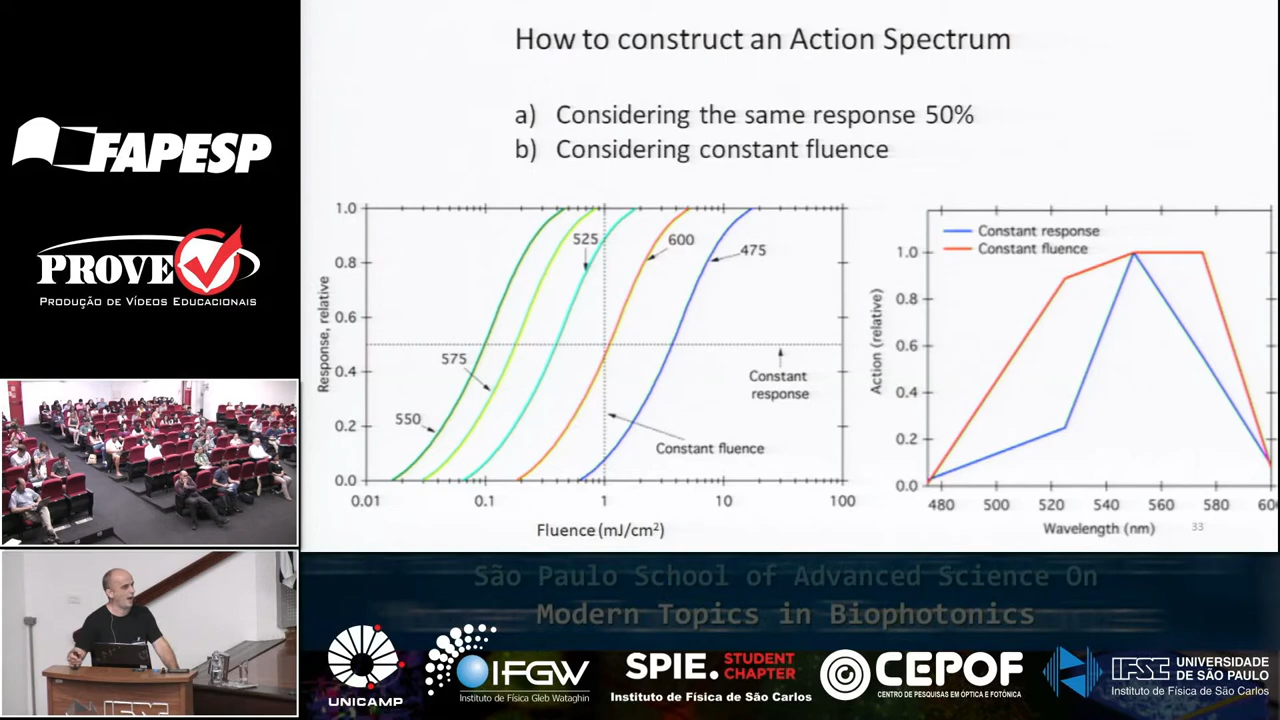 How to construct an Action Spectrum
a) Considering the same response 50%
b) Considering constant fluence
FAPESP
PROVE
PRODUÇÃO DE VÍDEOS EDUCACIONAIS
Response, relative
1.0
0.8
0.6
0.4
0.2
0.0
0.01
0.1
1
10
100
Fluence (mJ/cm²)
525
600
475
575
550
Constant
response
Constant fluence
Constant response
Constant fluence
Action (relative)
1.0
0.8
0.6
0.4
0.2
0.0
480
500
520
540
560
580
Wavelength (nm)
33
São Paulo School of Advanced Science On
Modern Topics in Biophotonics
UNICAMP
IFGW
Instituto de Física Gleb Wataghin
SPIE. STUDENT
CHAPTER
Instituto de Física de São Carlos
CEPOF
CENTRO DE PESQUISAS EM ÓPTICA E FOTÔNICA
IFSC
UNIVERSIDADE
DE SÃO PAULO
Instituto de Física de São Carlos